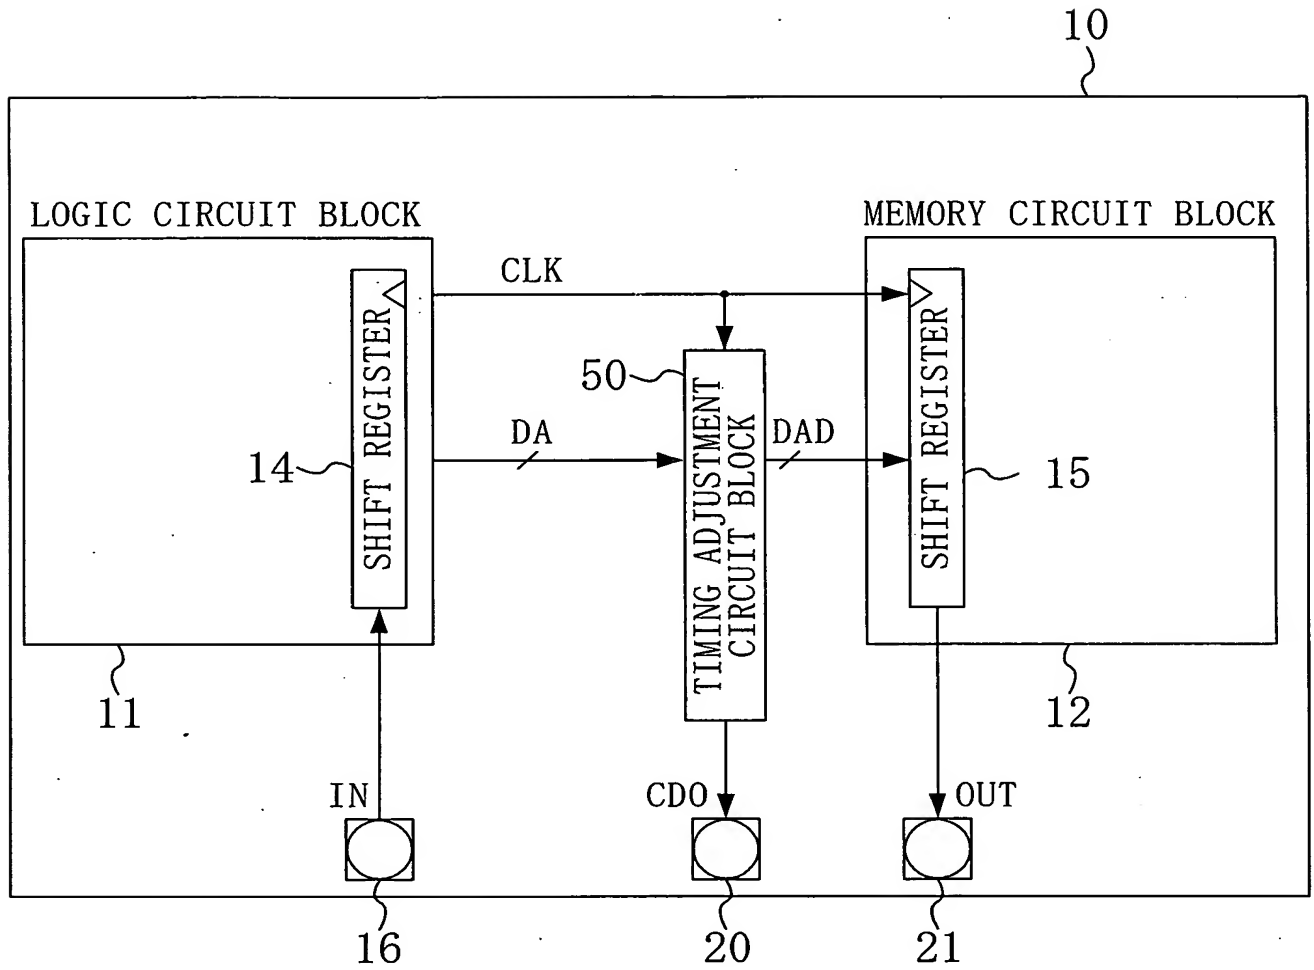 10
LOGIC CIRCUIT BLOCK
MEMORY CIRCUIT BLOCK
CLK
SHIFT REGISTER
SHIFT REGISTER
50
TIMING ADJUSTMENT
CIRCUIT BLOCK
DA
DAD
14
15
11
12
IN
CDO
OUT
16
20
21